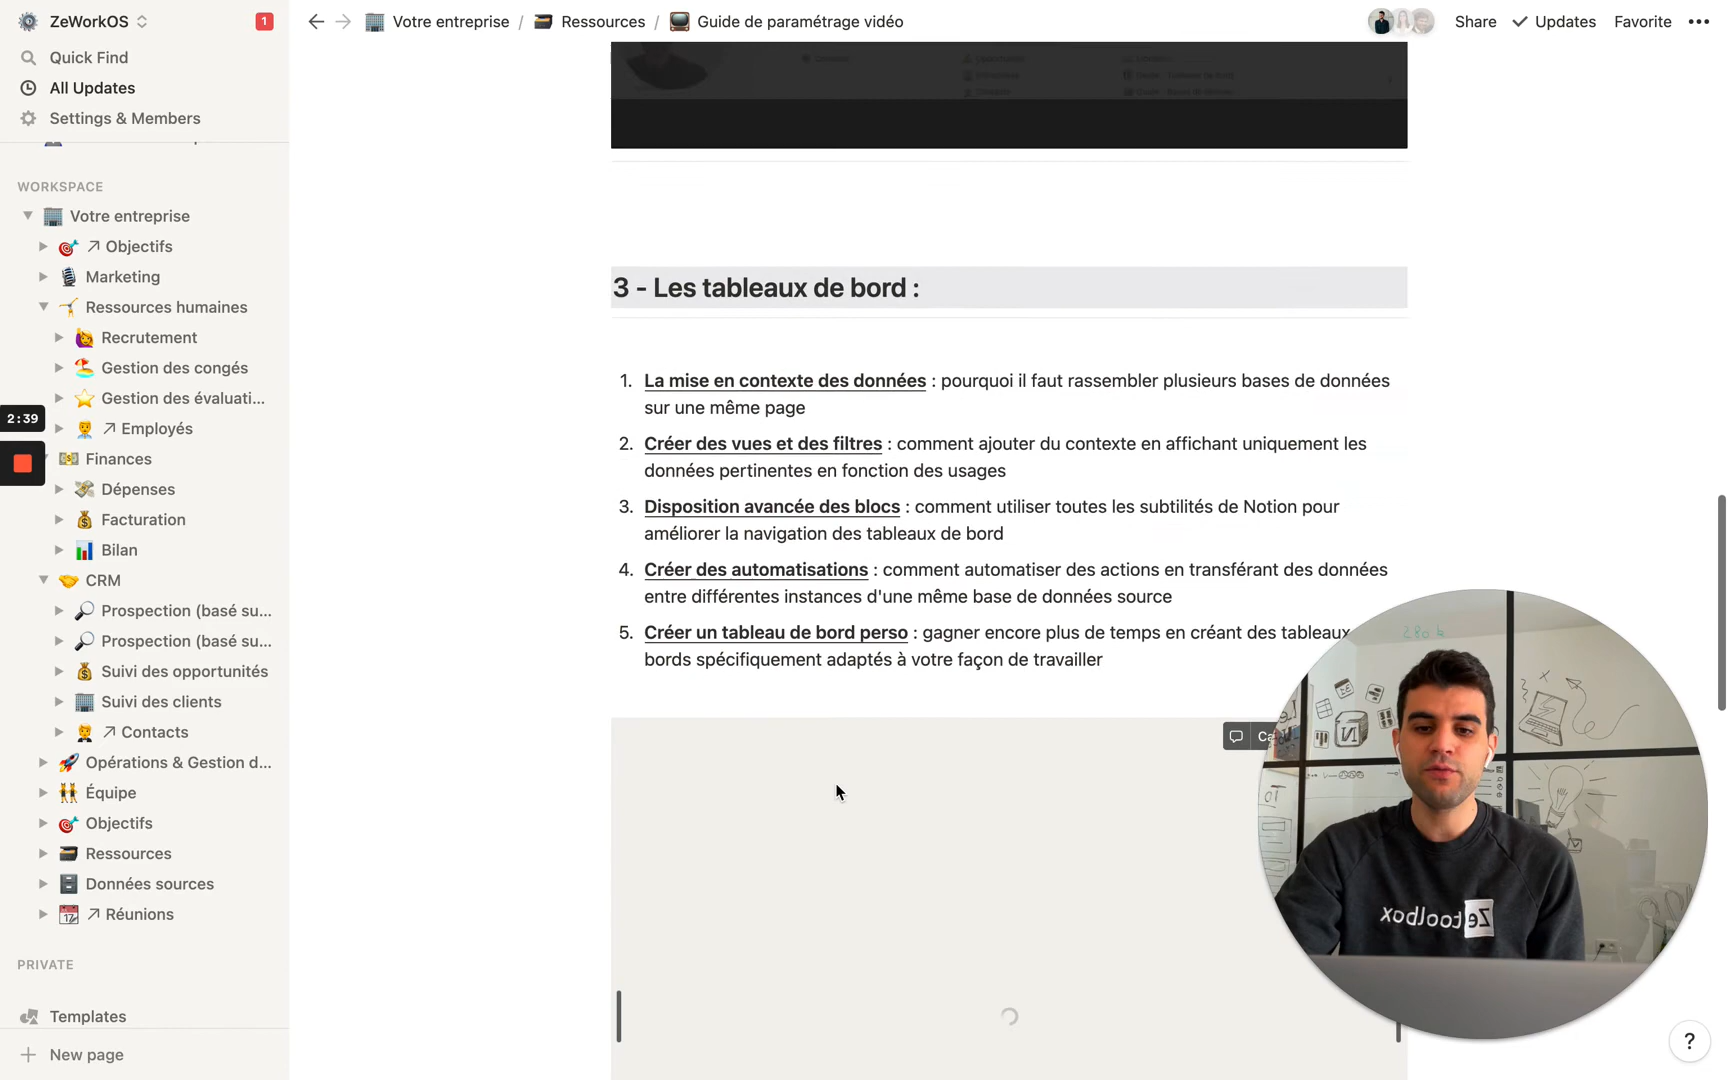 ZeWorkOS
1
Votre entreprise / Ressources / Guide de paramétrage vidéo
Share
Updates
Favorite
Quick Find
All Updates
Settings & Members
WORKSPACE
Votre entreprise
Objectifs
Marketing
Ressources humaines
Recrutement
Gestion des congés
Gestion des évaluati...
2:39
Employés
Finances
Dépenses
Facturation
Bilan
CRM
Prospection (basé su...
Prospection (basé su...
Suivi des opportunités
Suivi des clients
Contacts
Opérations & Gestion d...
Équipe
Objectifs
Ressources
Données sources
Réunions
PRIVATE
Templates
New page
3 - Les tableaux de bord :
1. La mise en contexte des données : pourquoi il faut rassembler plusieurs bases de données
sur une même page
2. Créer des vues et des filtres : comment ajouter du contexte en affichant uniquement les
données pertinentes en fonction des usages
3. Disposition avancée des blocs : comment utiliser toutes les subtilités de Notion pour
améliorer la navigation des tableaux de bord
4. Créer des automatisations : comment automatiser des actions en transférant des données
entre différentes instances d'une même base de données source
5. Créer un tableau de bord perso : gagner encore plus de temps en créant des tableaux
bords spécifiquement adaptés à votre façon de travailler
Ca
Zetoolbox
?